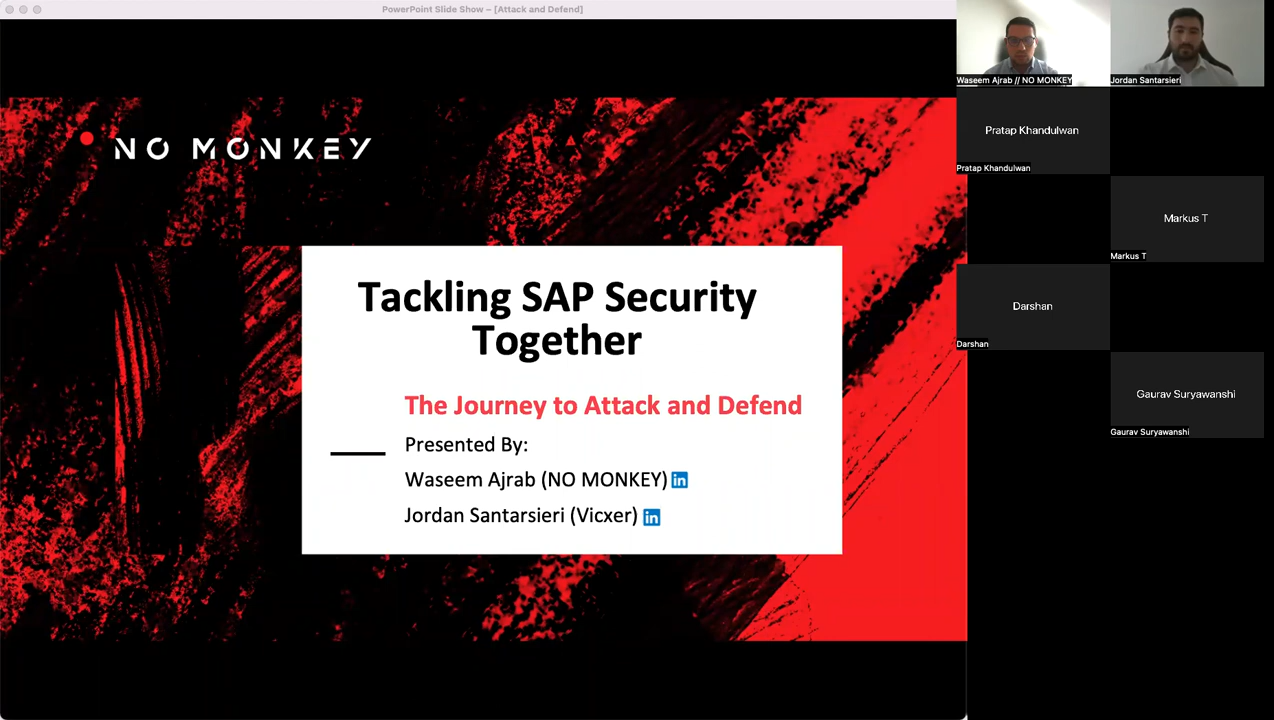 PowerPoint Slide Show – [Attack and Defend]
NO MONKEY
Tackling SAP Security
Together
The Journey to Attack and Defend
Presented By:
Waseem Ajrab (NO MONKEY) in
Jordan Santarsieri (Vicxer) in
Waseem Ajrab // NO MONKEY
Jordan Santarsieri
Pratap Khandulwan
Pratap Khandulwan
Markus T
Markus T
Darshan
Darshan
Gaurav Suryawanshi
Gaurav Suryawanshi